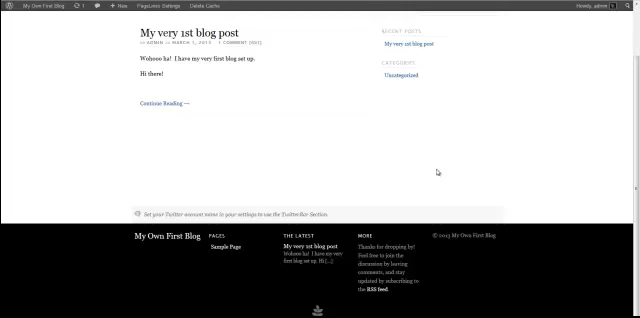 My Own First Blog 1 + New PageLines Settings Delete Cache Howdy, admin
My very 1st blog post
by ADMIN on MARCH 7, 2013 1 COMMENT [EDIT]
Wohooo ha! I have my very first blog set up.
Hi there!
Continue Reading →
RECENT POSTS
My very 1st blog post
CATEGORIES
Uncategorized
Set your Twitter account name in your settings to use the TwitterBar Section.
My Own First Blog
PAGES
Sample Page
THE LATEST
My very 1st blog post
Wohooo ha! I have my very
first blog set up. Hi [...]
MORE
Thanks for dropping by!
Feel free to join the
discussion by leaving
comments, and stay
updated by subscribing to
the RSS feed.
© 2013 My Own First Blog